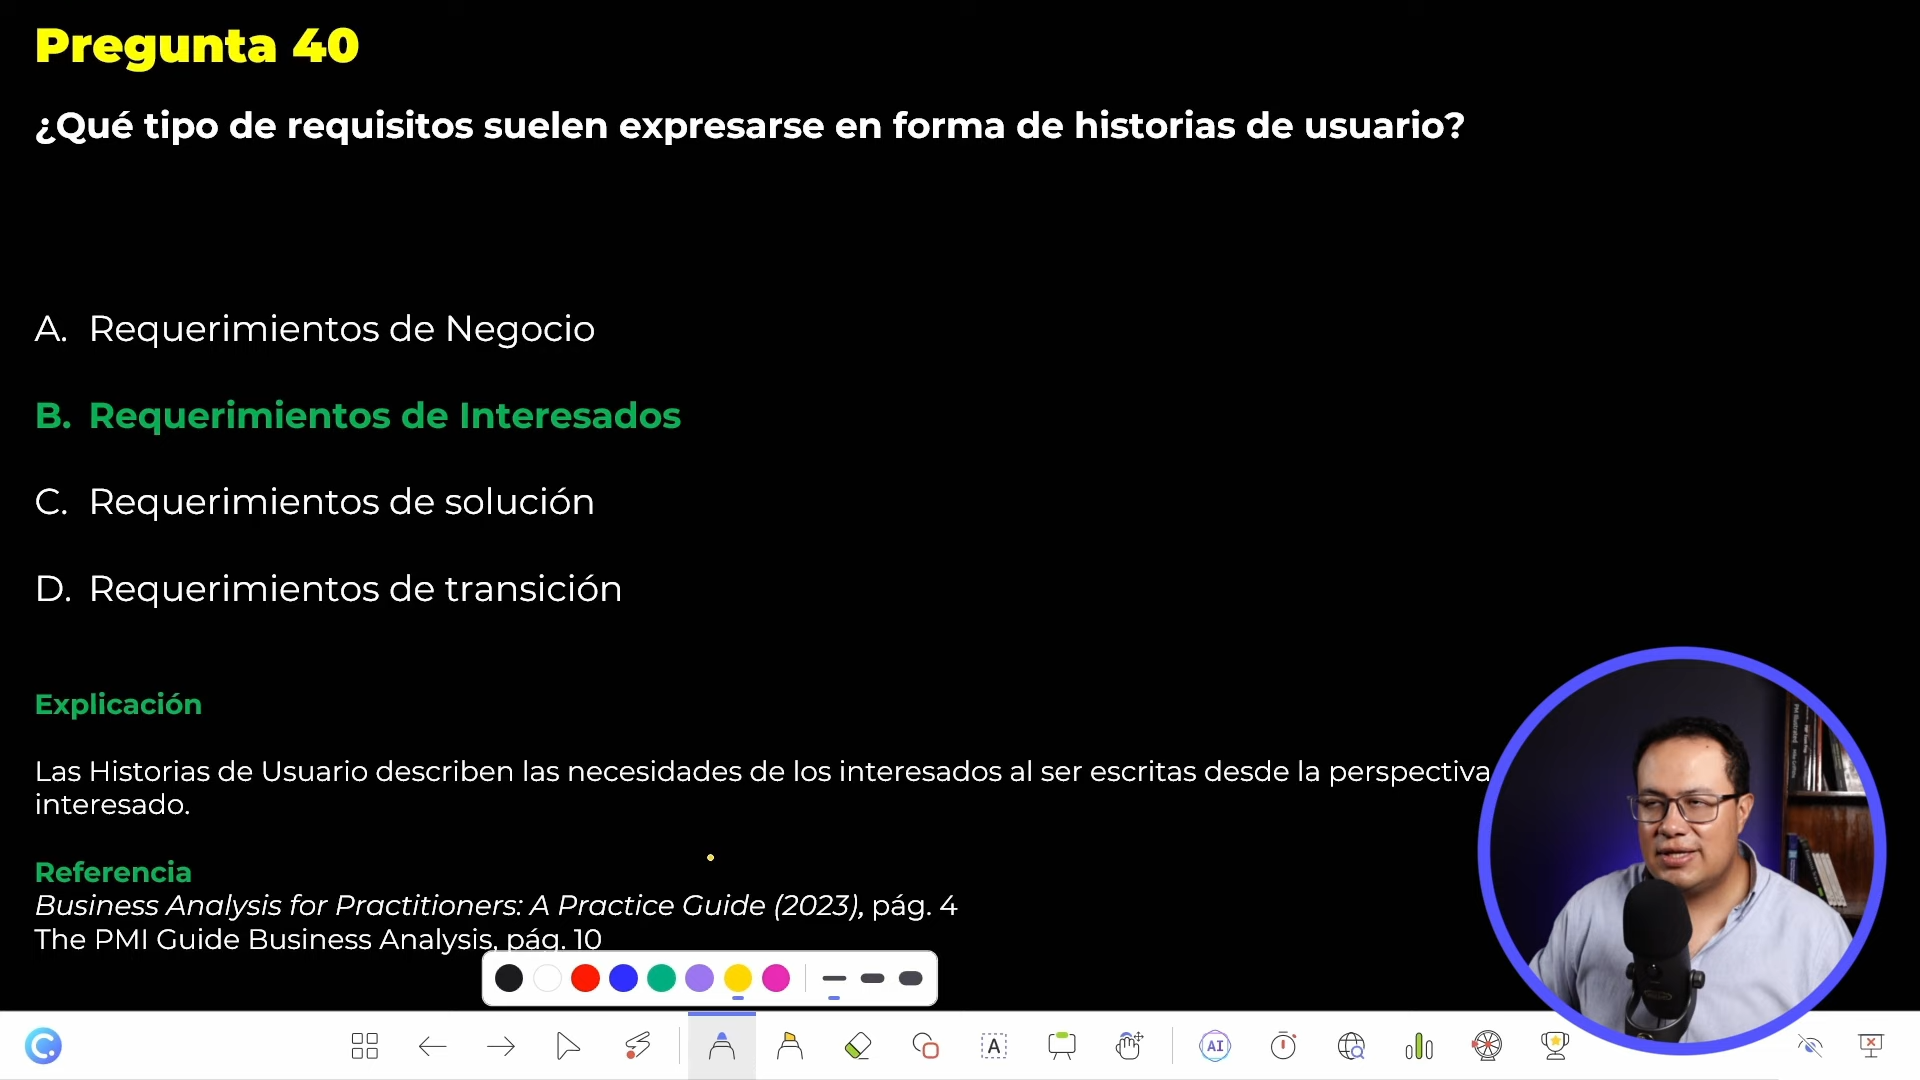 Pregunta 40
¿Qué tipo de requisitos suelen expresarse en forma de historias de usuario?
A. Requerimientos de Negocio
B. Requerimientos de Interesados
C. Requerimientos de solución
D. Requerimientos de transición
Explicación
Las Historias de Usuario describen las necesidades de los interesados al ser escritas desde la perspectiva
interesado.
Referencia
Business Analysis for Practitioners: A Practice Guide (2023), pág. 4
The PMI Guide Business Analysis, pág. 10
A
AI